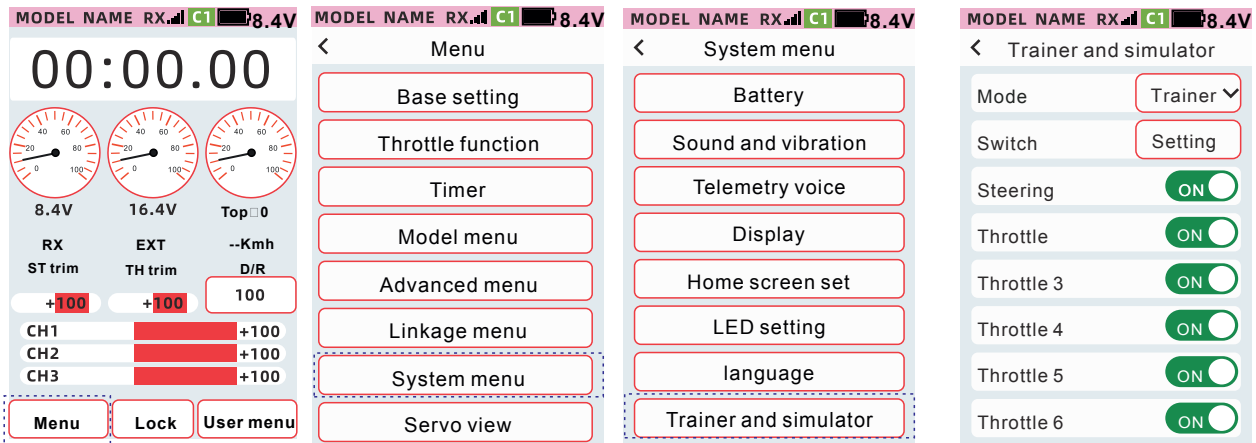 MODEL NAME RX C1 8.4V
00:00.00
0 20 40 60 80 100
0 20 40 60 80 100
0 20 40 60 80 100
8.4V 16.4V Top□0
RX EXT --Kmh
ST trim TH trim D/R
+100 +100 100
CH1 +100
CH2 +100
CH3 +100
Menu Lock User menu
MODEL NAME RX C1 8.4V
< Menu
Base setting
Throttle function
Timer
Model menu
Advanced menu
Linkage menu
System menu
Servo view
MODEL NAME RX C1 8.4V
< System menu
Battery
Sound and vibration
Telemetry voice
Display
Home screen set
LED setting
language
Trainer and simulator
MODEL NAME RX C1 8.4V
< Trainer and simulator
Mode Trainer
Switch Setting
Steering ON
Throttle ON
Throttle 3 ON
Throttle 4 ON
Throttle 5 ON
Throttle 6 ON